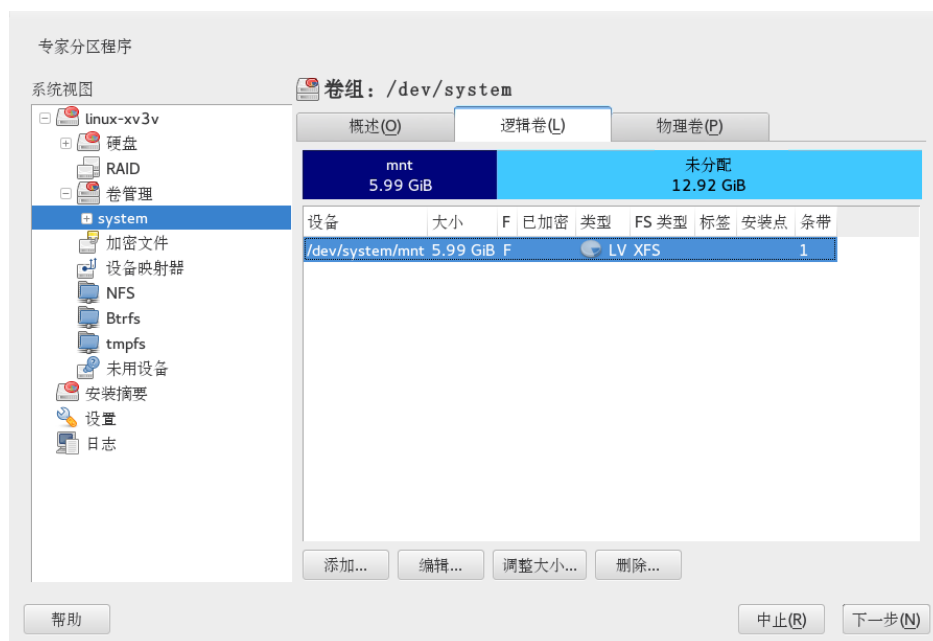 专家分区程序
系统视图
linux-xv3v
硬盘
RAID
卷管理
system
加密文件
设备映射器
NFS
Btrfs
tmpfs
未用设备
安装摘要
设置
日志
卷组：/dev/system
概述(O) 逻辑卷(L) 物理卷(P)
mnt 未分配
5.99 GiB 12.92 GiB
设备 大小 F 已加密 类型 FS 类型 标签 安装点 条带
/dev/system/mnt 5.99 GiB F LV XFS 1
添加... 编辑... 调整大小... 删除...
帮助 中止(R) 下一步(N)